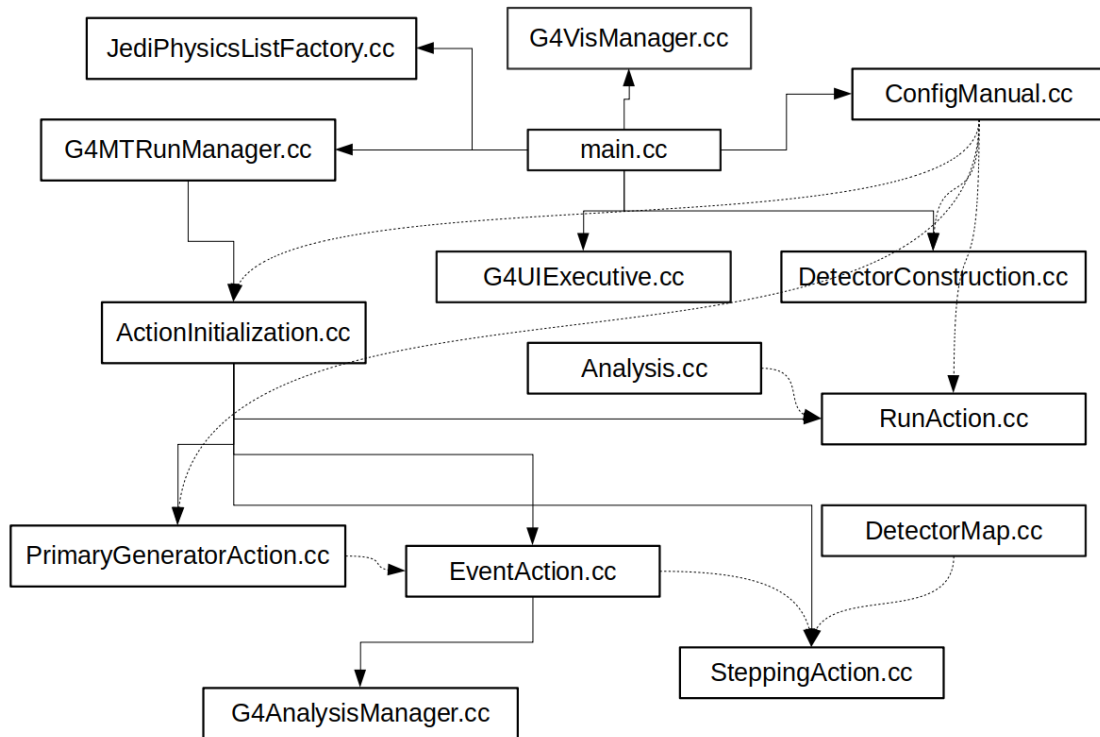 G4VisManager.cc
JediPhysicsListFactory.cc
ConfigManual.cc
G4MTRunManager.cc
main.cc
G4UIExecutive.cc
DetectorConstruction.cc
ActionInitialization.cc
Analysis.cc
RunAction.cc
DetectorMap.cc
PrimaryGeneratorAction.cc
EventAction.cc
SteppingAction.cc
G4AnalysisManager.cc